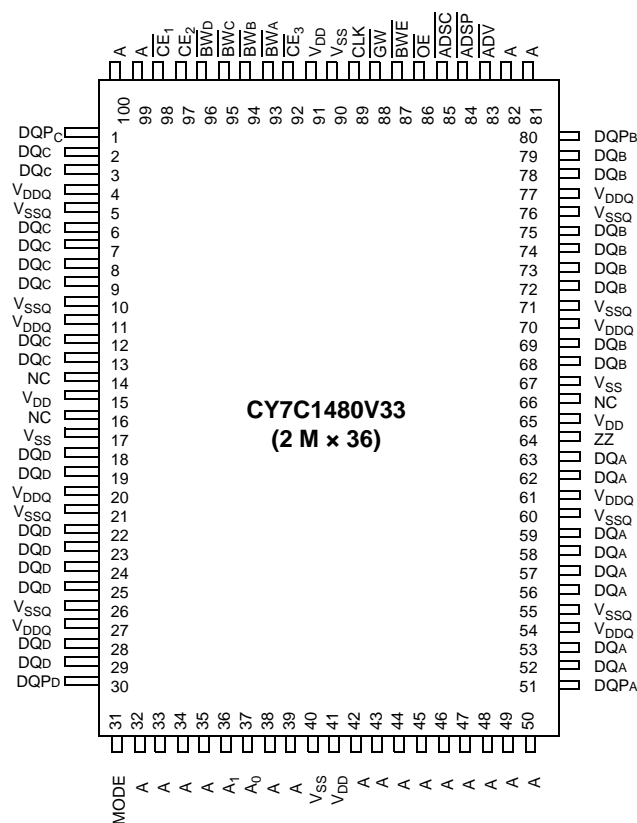 A A CE1 CE2 BWD BWC BWB BWA CE3 VDD VSS CLK GW BWE OE ADSC ADSP ADV A A
100 99 98 97 96 95 94 93 92 91 90 89 88 87 86 85 84 83 82 81
DQPC 1 80 DQPB
DQC 2 79 DQB
DQC 3 78 DQB
VDDQ 4 77 VDDQ
VSSQ 5 76 VSSQ
DQC 6 75 DQB
DQC 7 74 DQB
DQC 8 73 DQB
DQC 9 72 DQB
VSSQ 10 71 VSSQ
VDDQ 11 70 VDDQ
DQC 12 69 DQB
DQC 13 68 DQB
NC 14 67 VSS
VDD 15 66 NC
NC 16 65 VDD
VSS 17 64 ZZ
CY7C1480V33
(2 M × 36)
DQD 18 63 DQA
DQD 19 62 DQA
VDDQ 20 61 VDDQ
VSSQ 21 60 VSSQ
DQD 22 59 DQA
DQD 23 58 DQA
DQD 24 57 DQA
DQD 25 56 DQA
VSSQ 26 55 VSSQ
VDDQ 27 54 VDDQ
DQD 28 53 DQA
DQD 29 52 DQA
DQPD 30 51 DQPA
31 32 33 34 35 36 37 38 39 40 41 42 43 44 45 46 47 48 49 50
MODE A A A A A1 A0 A A VSS VDD A A A A A A A A A